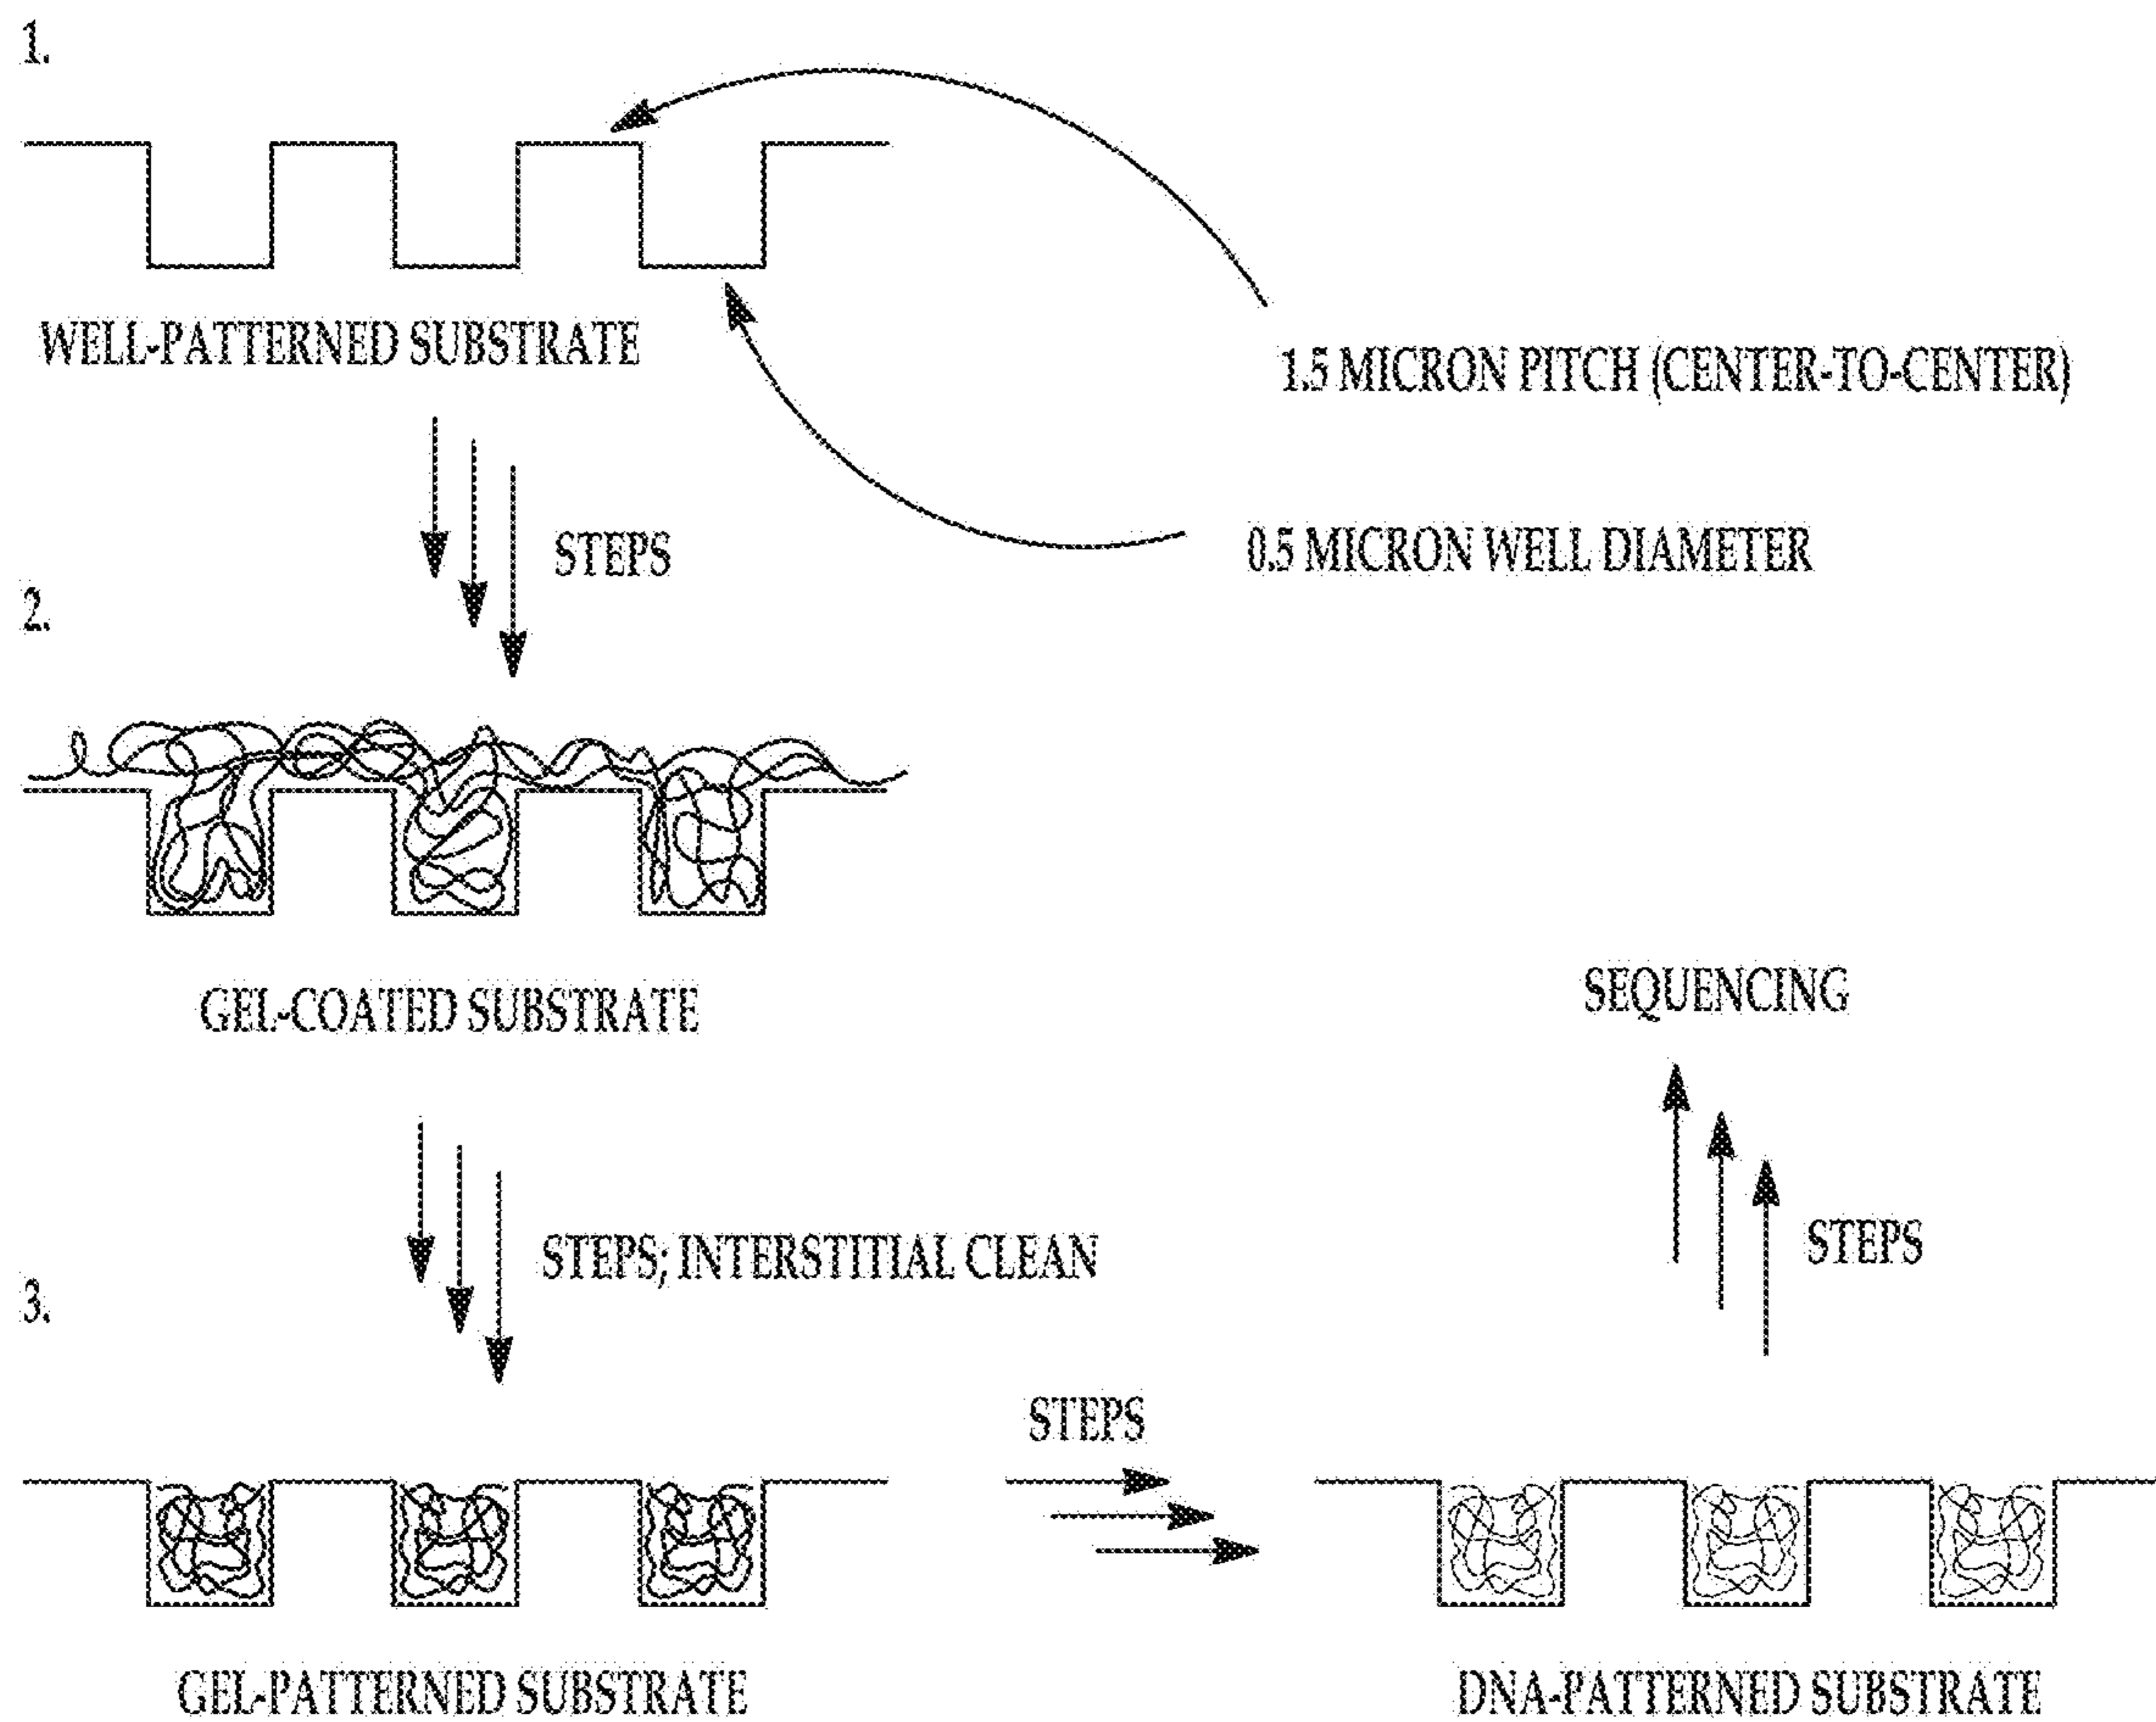 1.
WELL-PATTERNED SUBSTRATE
1.5 MICRON PITCH (CENTER-TO-CENTER)
0.5 MICRON WELL DIAMETER
STEPS
2.
GEL-COATED SUBSTRATE
SEQUENCING
STEPS; INTERSTITIAL CLEAN
STEPS
3.
STEPS
GEL-PATTERNED SUBSTRATE
DNA-PATTERNED SUBSTRATE